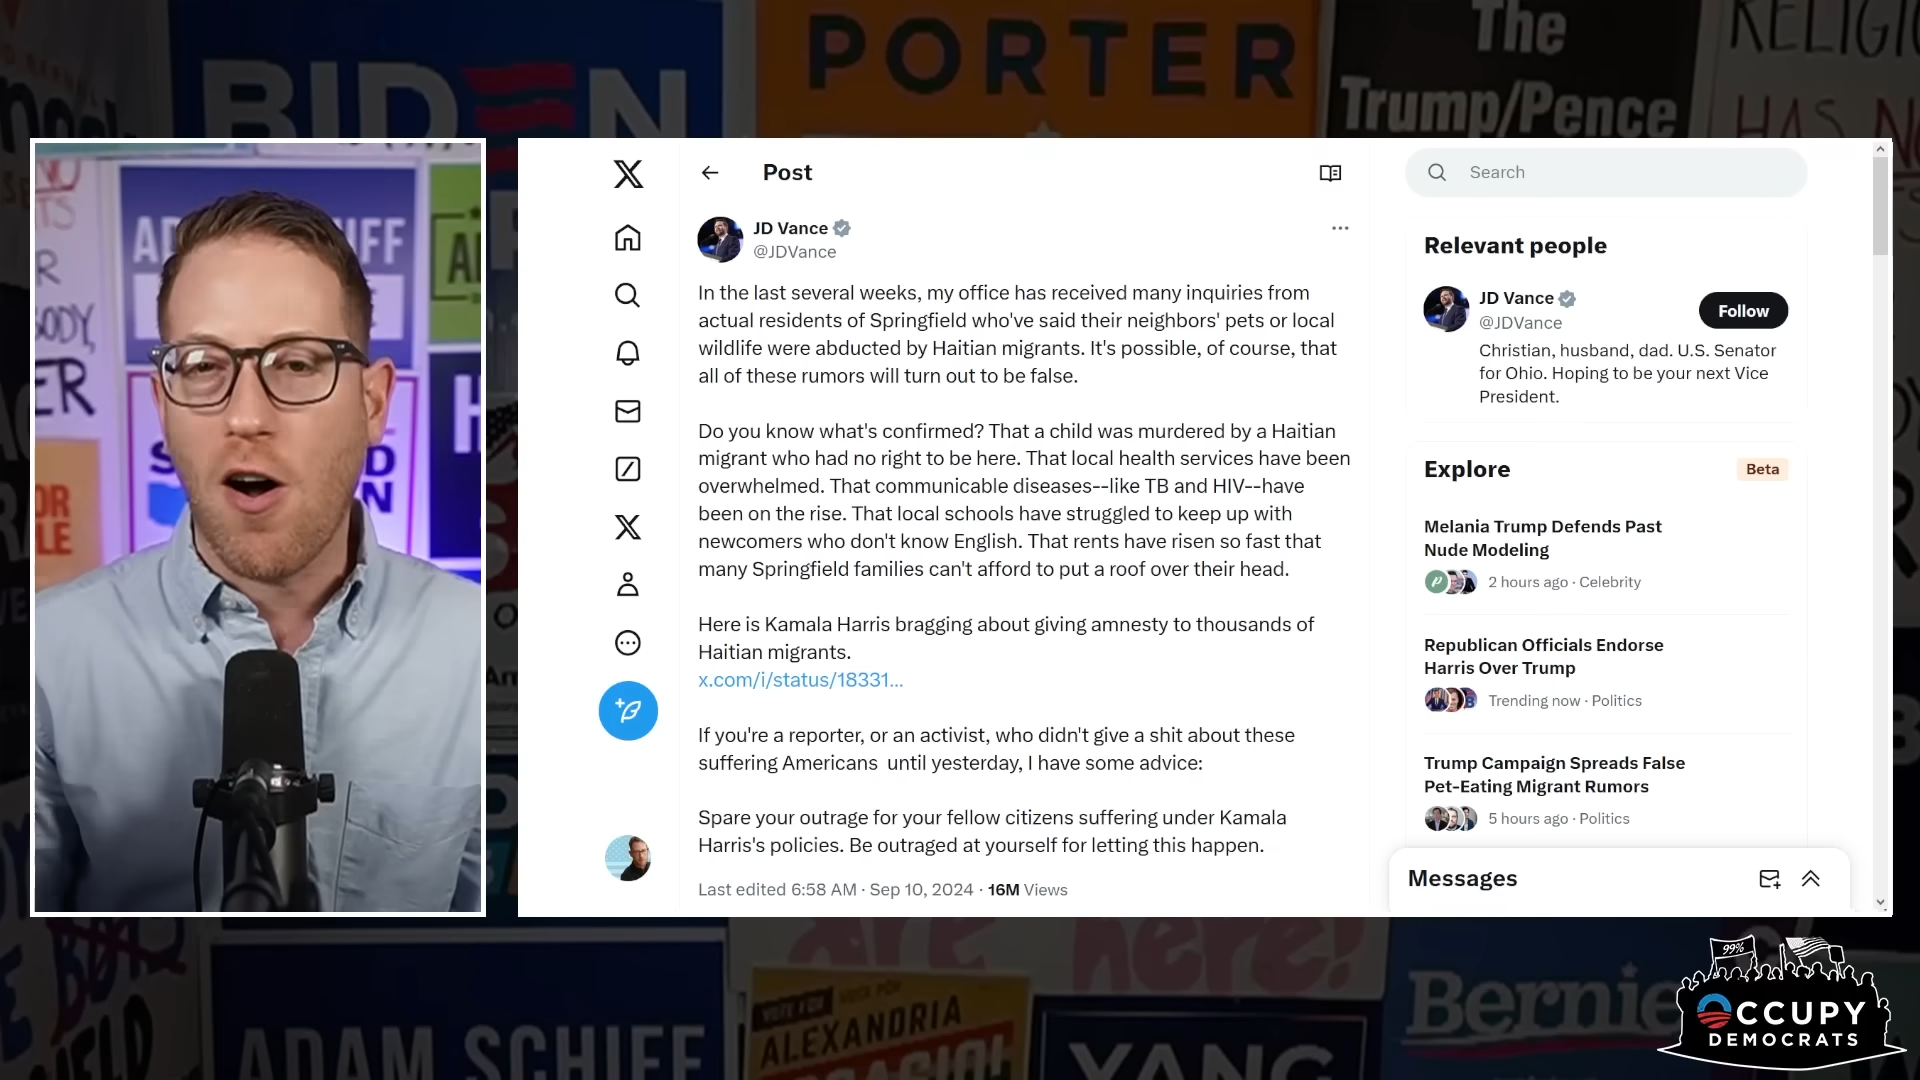 BIDEN
PORTER
The
Trump/Pence
RELIGIO
HAS NO
Post
JD Vance
@JDVance
In the last several weeks, my office has received many inquiries from
actual residents of Springfield who've said their neighbors' pets or local
wildlife were abducted by Haitian migrants. It's possible, of course, that
all of these rumors will turn out to be false.
Do you know what's confirmed? That a child was murdered by a Haitian
migrant who had no right to be here. That local health services have been
overwhelmed. That communicable diseases--like TB and HIV--have
been on the rise. That local schools have struggled to keep up with
newcomers who don't know English. That rents have risen so fast that
many Springfield families can't afford to put a roof over their head.
Here is Kamala Harris bragging about giving amnesty to thousands of
Haitian migrants.
x.com/i/status/18331...
If you're a reporter, or an activist, who didn't give a shit about these
suffering Americans  until yesterday, I have some advice:
Spare your outrage for your fellow citizens suffering under Kamala
Harris's policies. Be outraged at yourself for letting this happen.
Last edited 6:58 AM · Sep 10, 2024 · 16M Views
Search
Relevant people
JD Vance
@JDVance
Follow
Christian, husband, dad. U.S. Senator
for Ohio. Hoping to be your next Vice
President.
Explore
Beta
Melania Trump Defends Past
Nude Modeling
2 hours ago · Celebrity
Republican Officials Endorse
Harris Over Trump
Trending now · Politics
Trump Campaign Spreads False
Pet-Eating Migrant Rumors
5 hours ago · Politics
Messages
are here!
ADAM SCHIFF
VOTE FOR
ALEXANDRIA
YANG
Bernie
99%
OCCUPY
DEMOCRATS